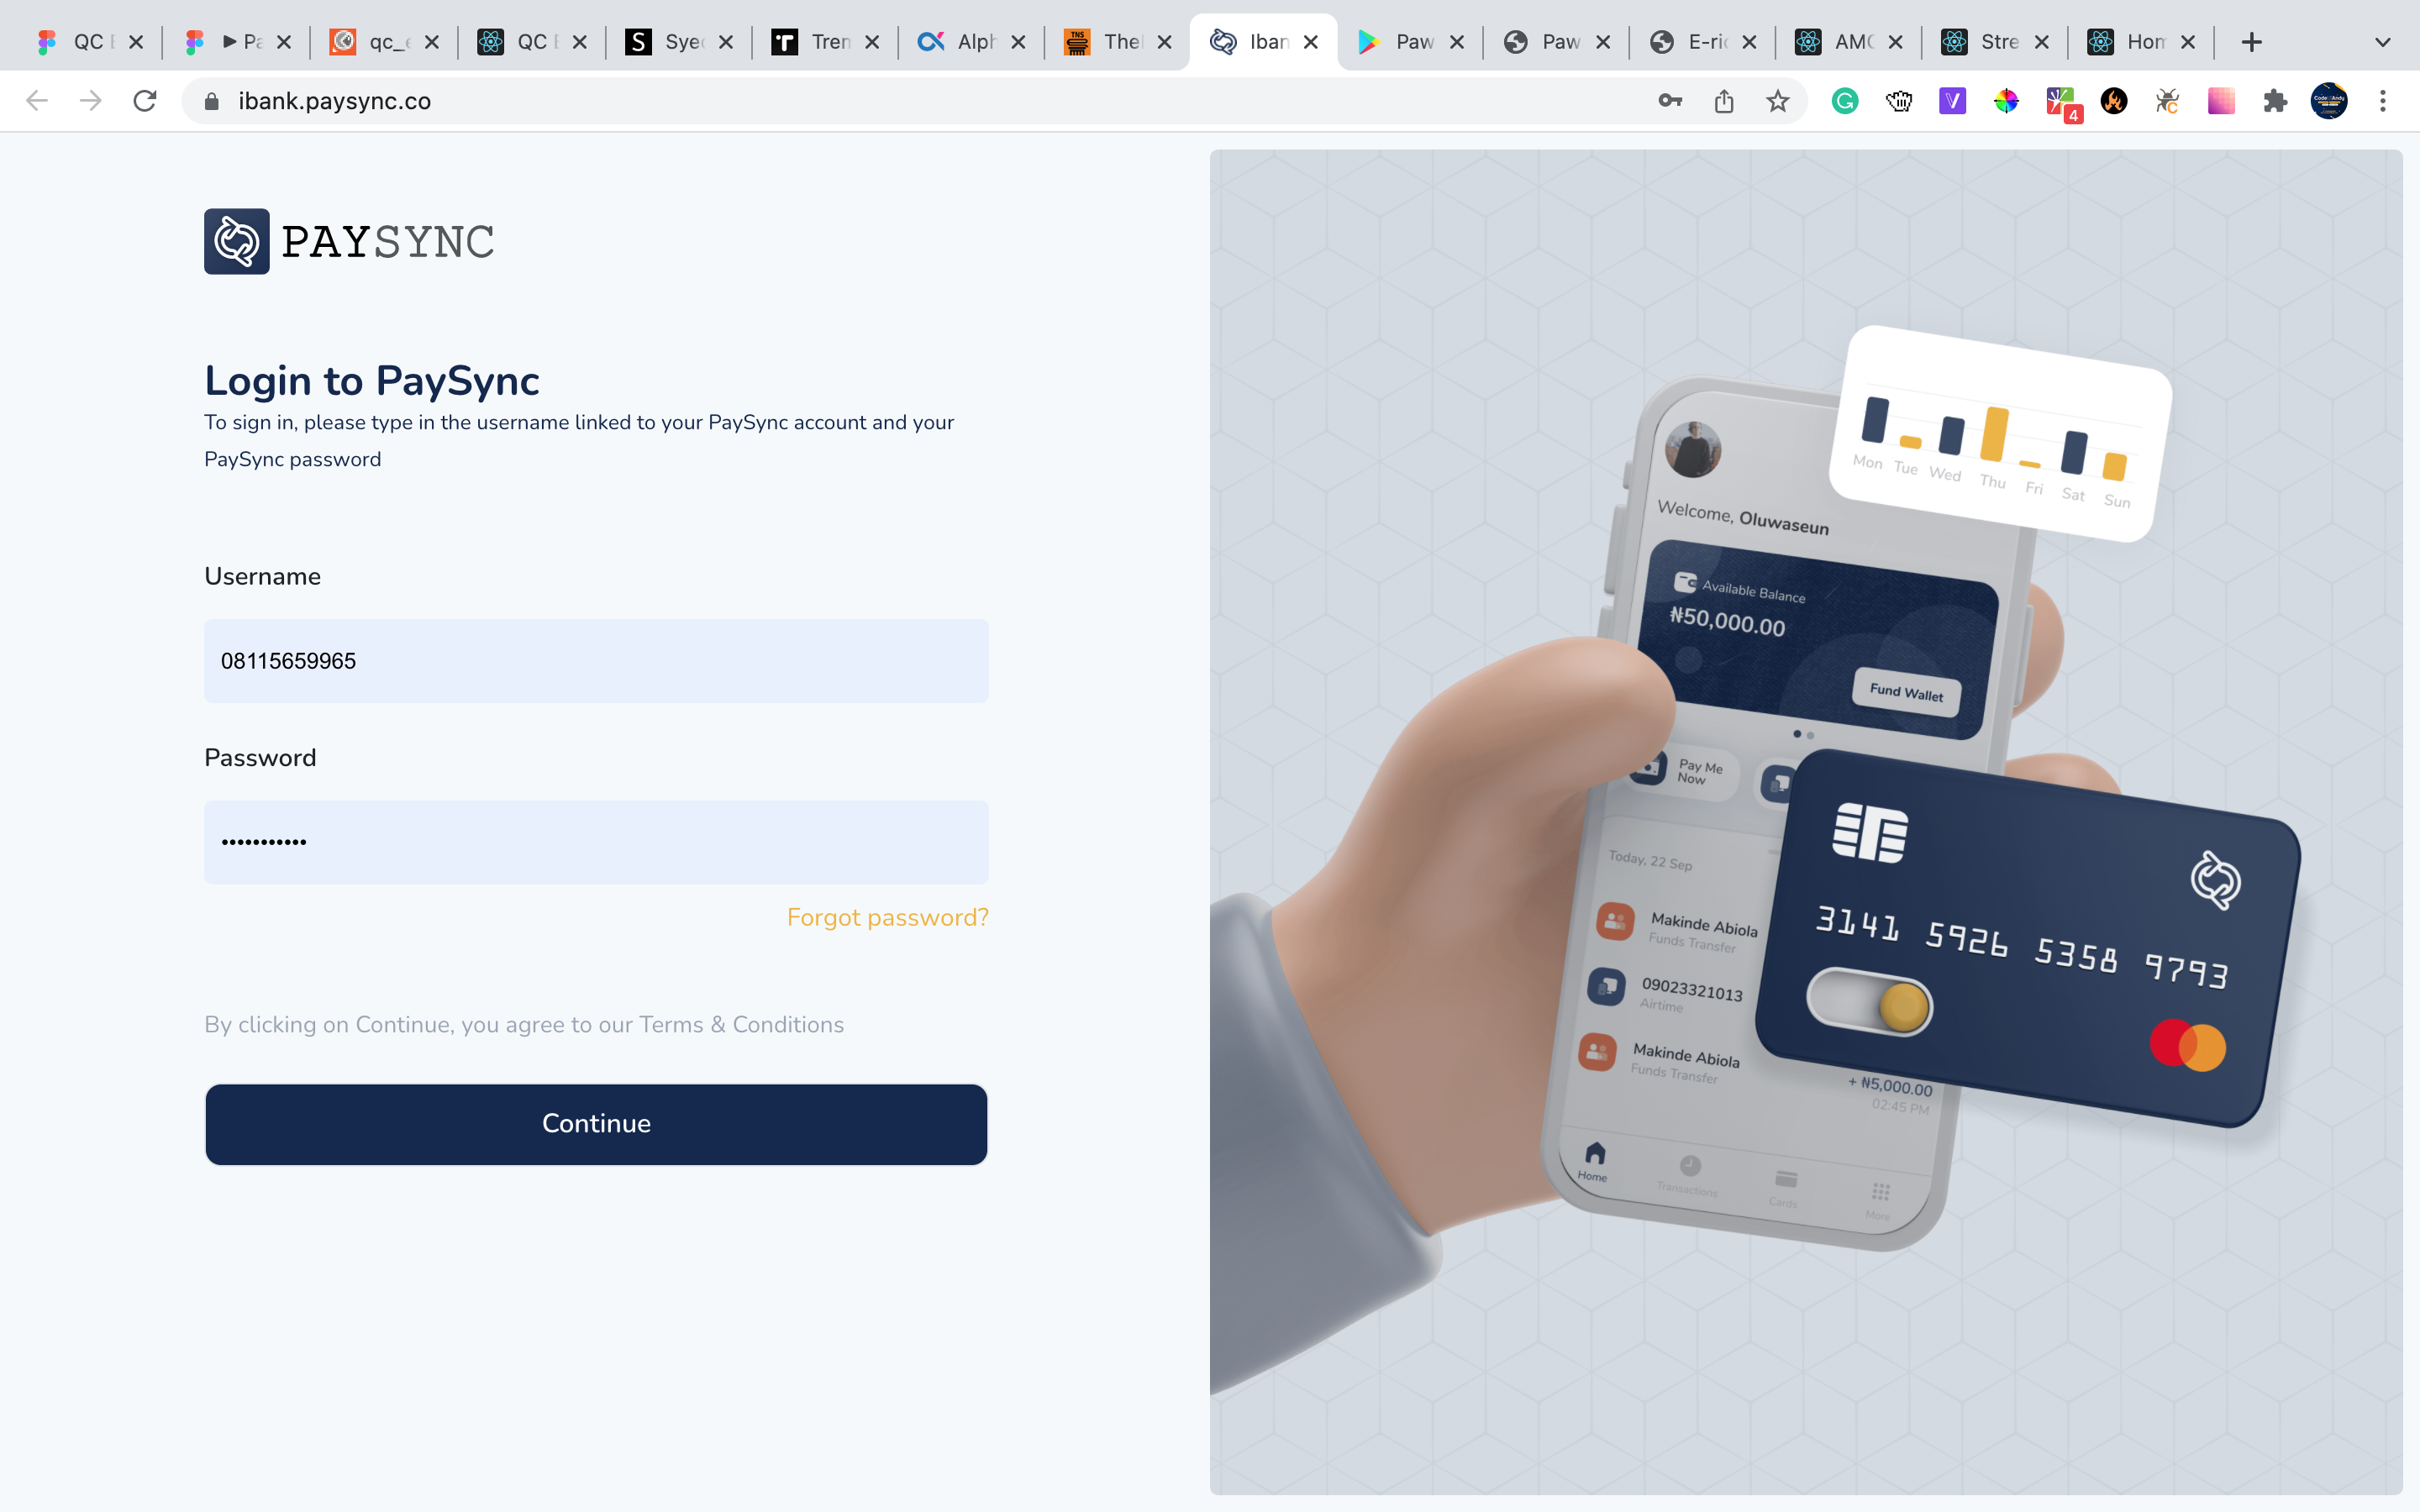 QC
Pa
qc_e
QC
Syed
Tren
Alph
The
Iban
Paw
Paw
E-ric
AMC
Stre
Hom
ibank.paysync.co
4
PAYSYNC
Login to PaySync
To sign in, please type in the username linked to your PaySync account and your
PaySync password
Username
08115659965
Password
•••••••••••
Forgot password?
By clicking on Continue, you agree to our Terms & Conditions
Continue
Mon Tue Wed Thu Fri Sat Sun
Welcome, Oluwaseun
Available Balance
₦50,000.00
Fund Wallet
Pay Me
Now
Today, 22 Sep
Makinde Abiola
Funds Transfer
09023321013
Airtime
Makinde Abiola
Funds Transfer
+ ₦5,000.00
02:45 PM
Home
Transactions
Cards
More
3141 5926 5358 9793